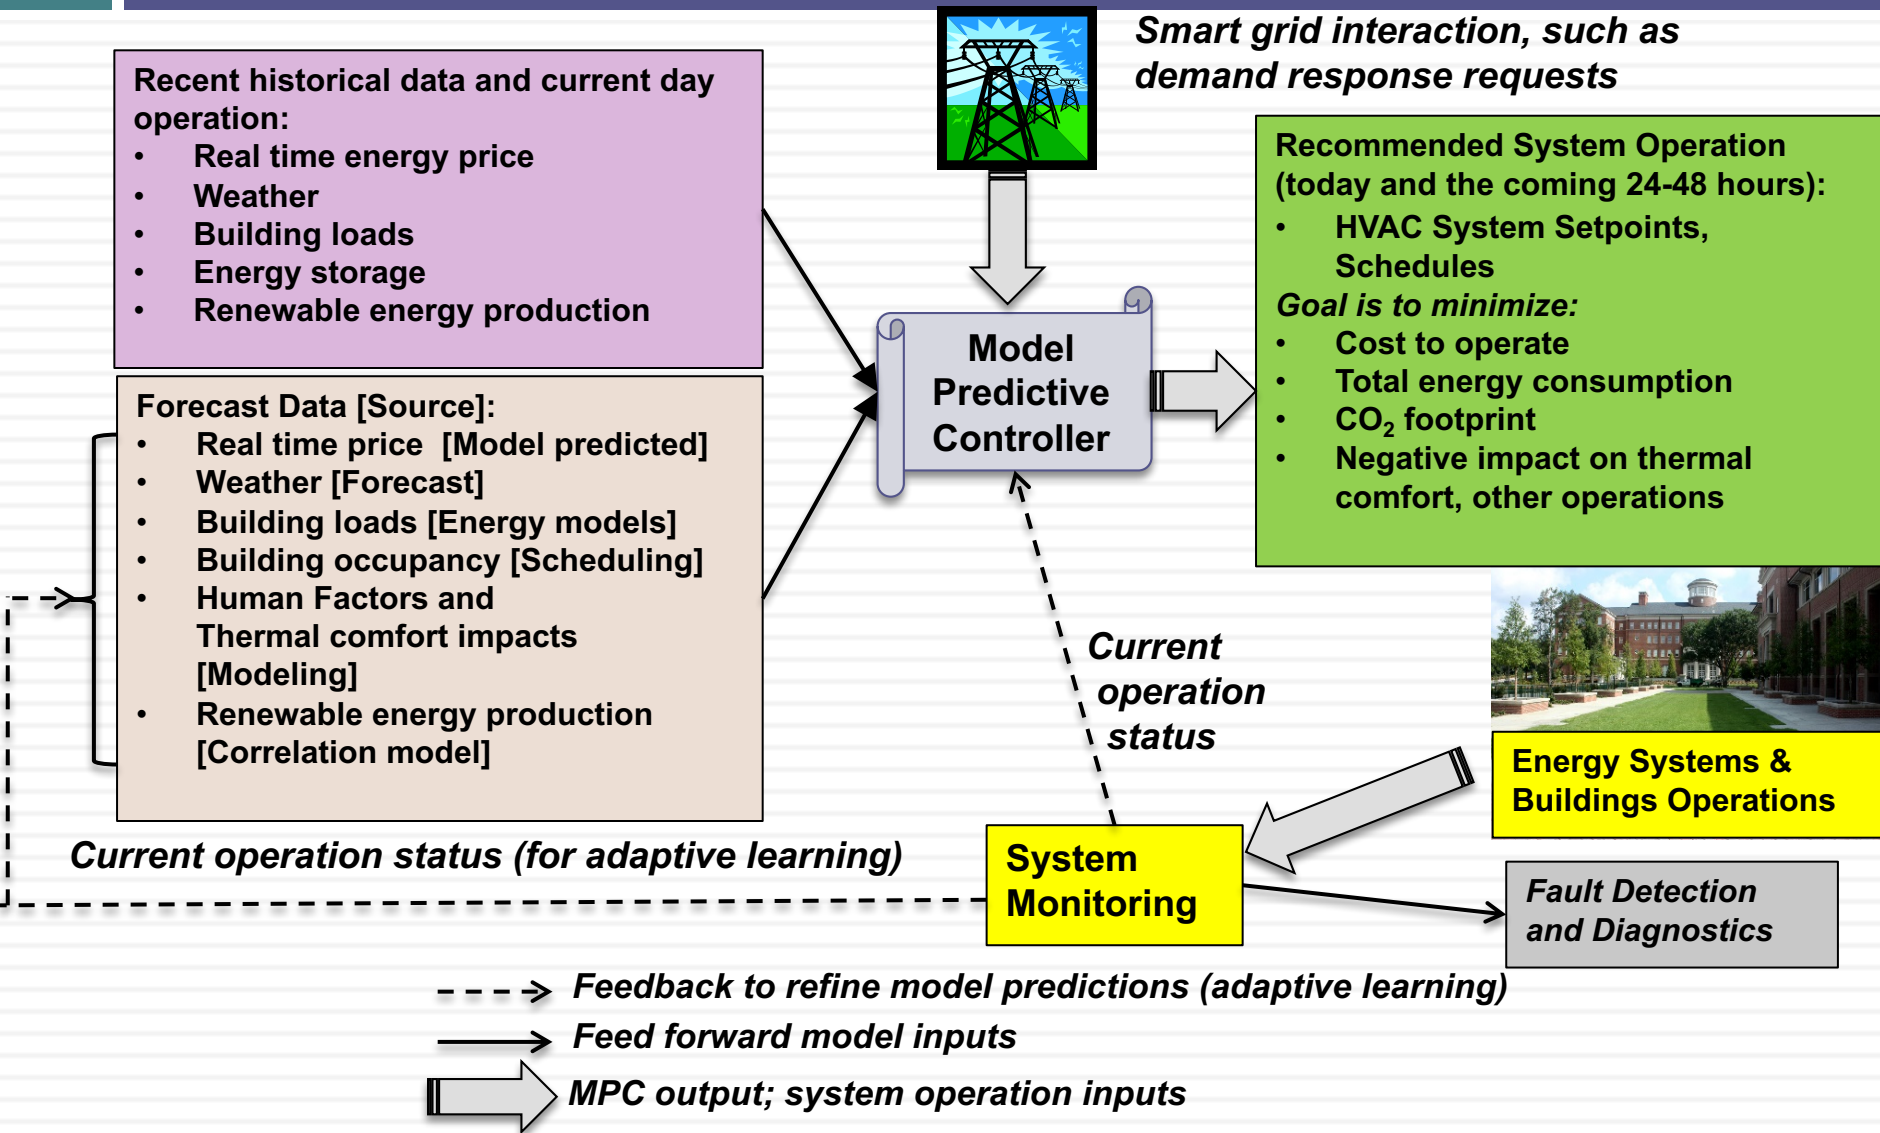 Smart grid interaction, such as
demand response requests
Recent historical data and current day
operation:
• Real time energy price
• Weather
• Building loads
• Energy storage
• Renewable energy production
Forecast Data [Source]:
• Real time price [Model predicted]
• Weather [Forecast]
• Building loads [Energy models]
• Building occupancy [Scheduling]
• Human Factors and
Thermal comfort impacts
[Modeling]
• Renewable energy production
[Correlation model]
Model
Predictive
Controller
Recommended System Operation
(today and the coming 24-48 hours):
• HVAC System Setpoints,
Schedules
Goal is to minimize:
• Cost to operate
• Total energy consumption
• CO₂ footprint
• Negative impact on thermal
comfort, other operations
Current
operation
status
Energy Systems &
Buildings Operations
Current operation status (for adaptive learning)
System
Monitoring
Fault Detection
and Diagnostics
Feedback to refine model predictions (adaptive learning)
Feed forward model inputs
MPC output; system operation inputs